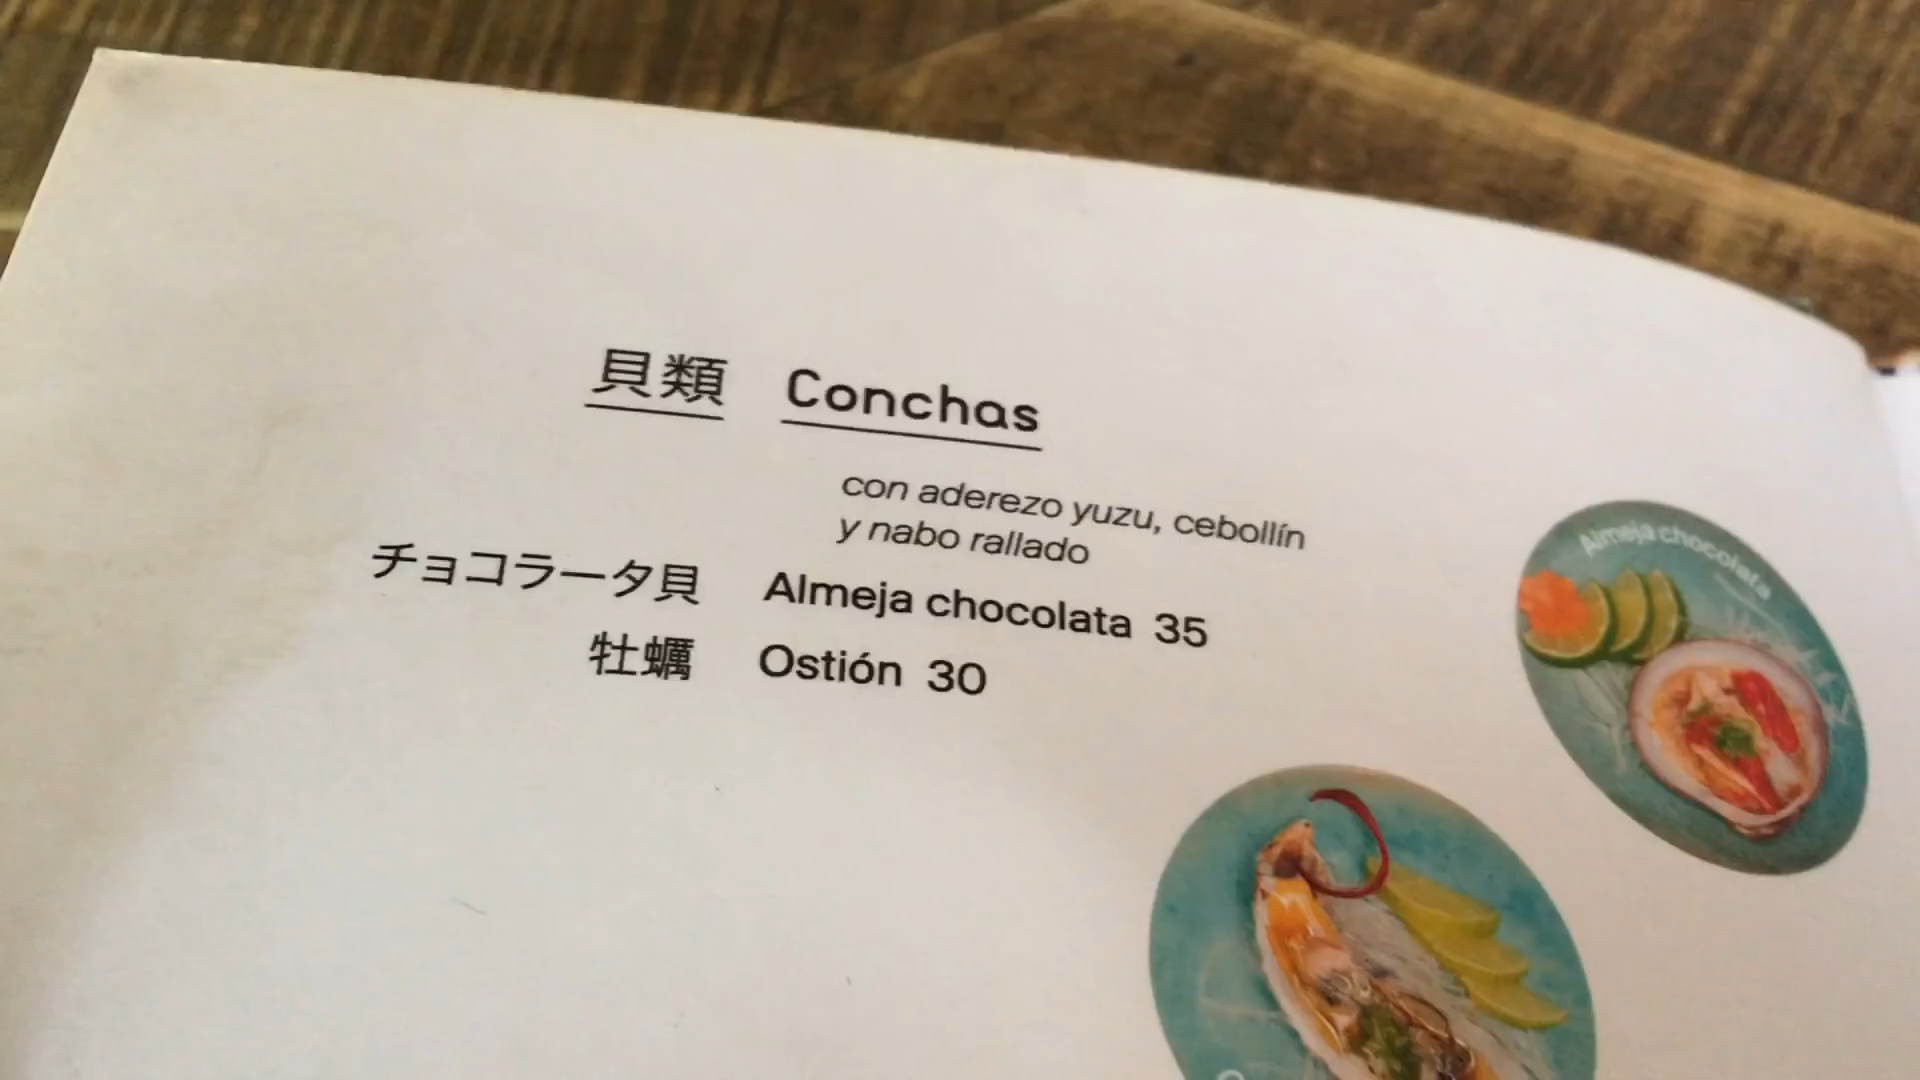 貝類 Conchas
con aderezo yuzu, cebollín
y nabo rallado
チョコラータ貝 Almeja chocolata 35
牡蠣 Ostión 30
Almeja chocolata